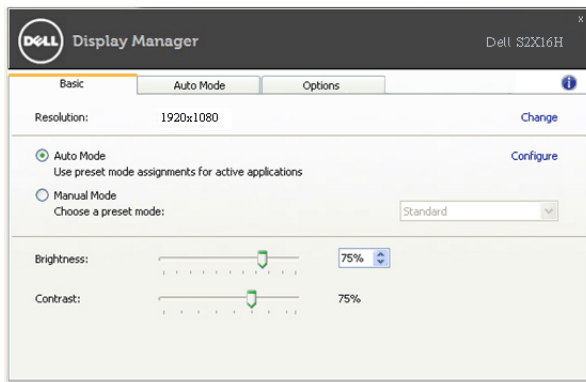 DELL Display Manager
Dell S2X16H
x
Basic
Auto Mode
Options
i
Resolution:
1920x1080
Change
Auto Mode
Configure
Use preset mode assignments for active applications
Manual Mode
Choose a preset mode:
Standard
Brightness:
75%
Contrast:
75%